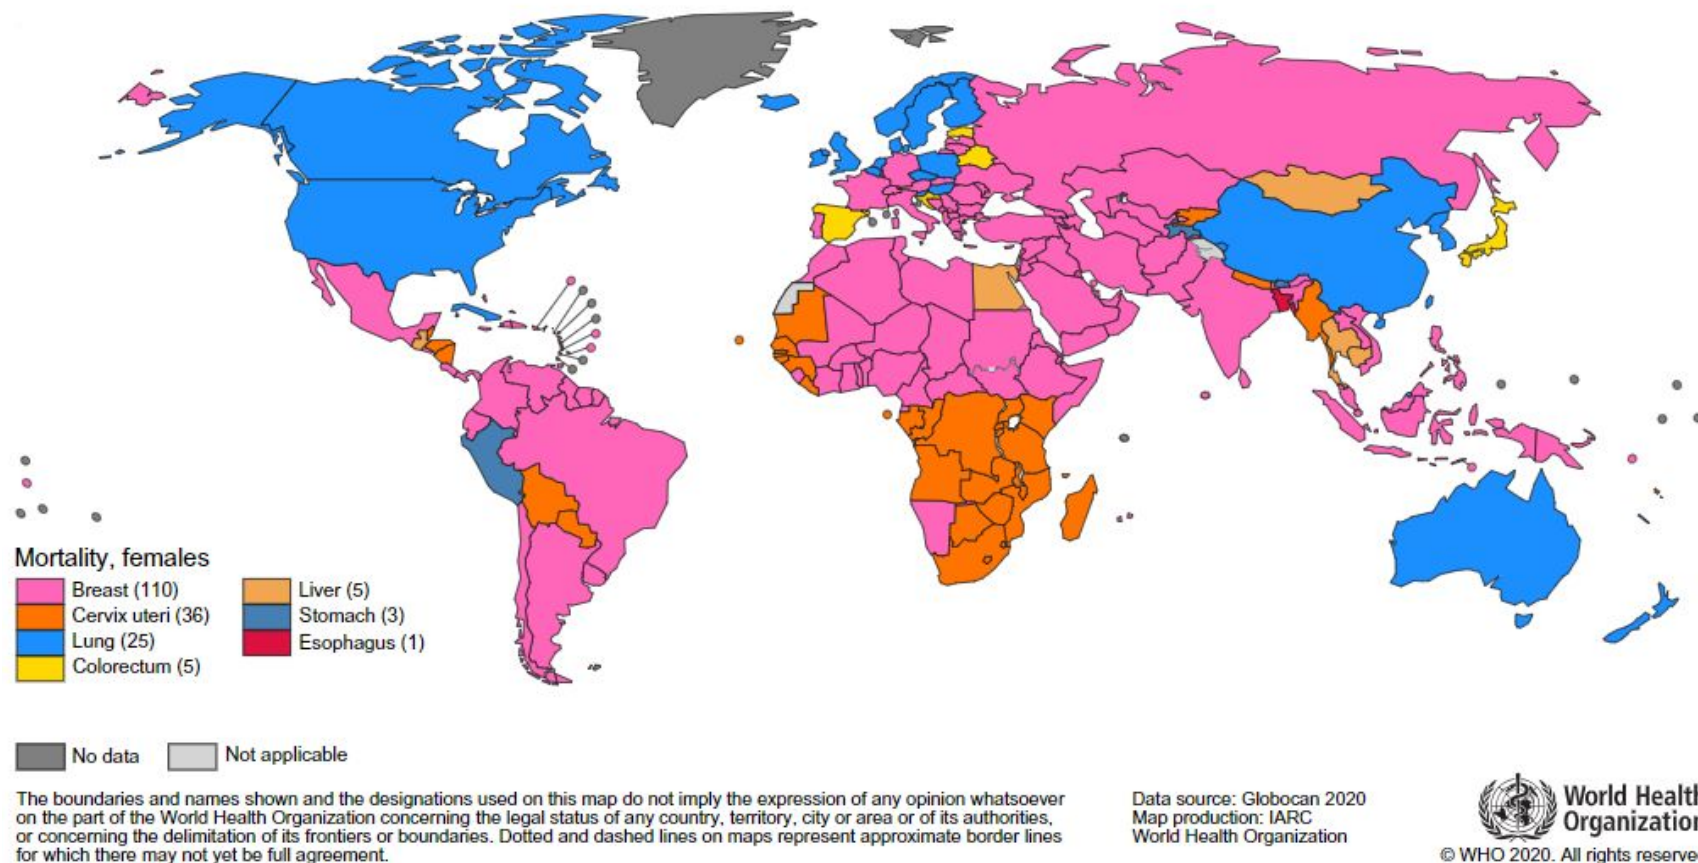 Mortality, females
Breast (110)
Cervix uteri (36)
Lung (25)
Colorectum (5)
Liver (5)
Stomach (3)
Esophagus (1)
No data
Not applicable
The boundaries and names shown and the designations used on this map do not imply the expression of any opinion whatsoever
on the part of the World Health Organization concerning the legal status of any country, territory, city or area or of its authorities,
or concerning the delimitation of its frontiers or boundaries. Dotted and dashed lines on maps represent approximate border lines
for which there may not yet be full agreement.
Data source: Globocan 2020
Map production: IARC
World Health Organization
World Health
Organization
© WHO 2020. All rights reserve